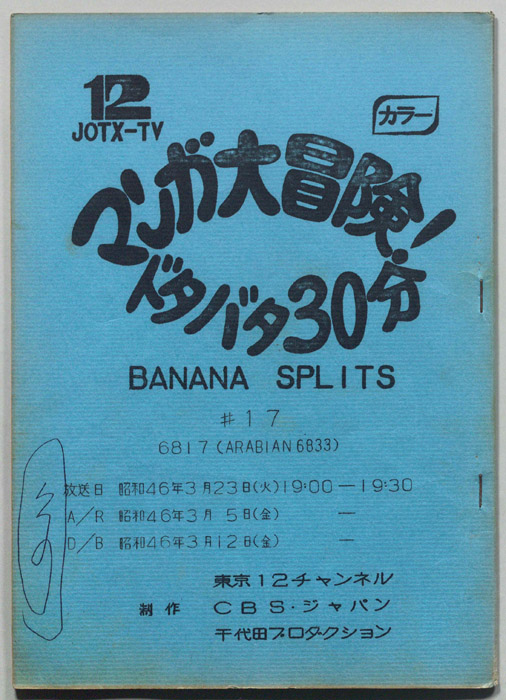 12
JOTX-TV
カラー
マンガ大冒険!
ドタバタ30分
BANANA SPLITS
#17
6817(ARABIAN6833)
放送日 昭和46年3月23日(火)19:00—19:30
A/R 昭和46年3月 5日(金) —
D/B 昭和46年3月12日(金) —
東京12チャンネル
制作 CBS・ジャパン
千代田プロダクション